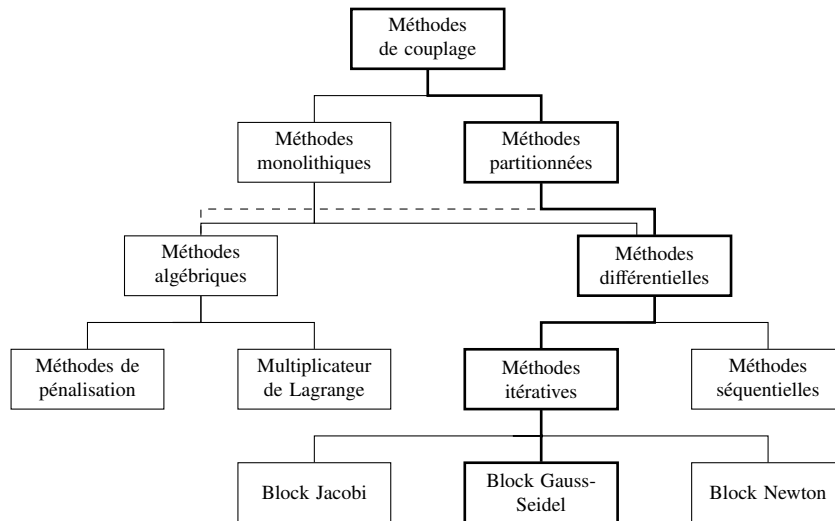 Méthodes
de couplage
Méthodes
monolithiques
Méthodes
partitionnées
Méthodes
algébriques
Méthodes
différentielles
Méthodes de
pénalisation
Multiplicateur
de Lagrange
Méthodes
itératives
Méthodes
séquentielles
Block Jacobi
Block Gauss-
Seidel
Block Newton